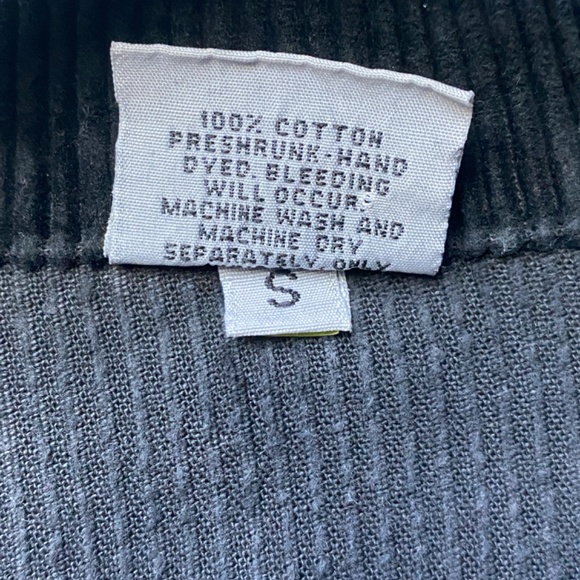 100% COTTON
PRESHRUNK-HAND
DYED. BLEEDING
WILL OCCUR.
MACHINE WASH AND
MACHINE DRY
SEPARATELY ONLY
S